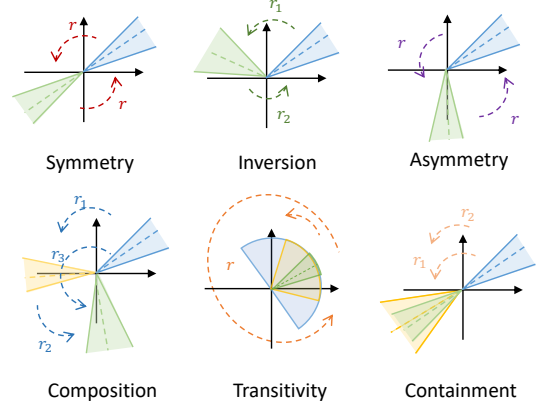 r
r
Symmetry
r₁
r₂
Inversion
r
r
Asymmetry
r₁
r₃
r₂
Composition
r
Transitivity
r₂
r₁
Containment